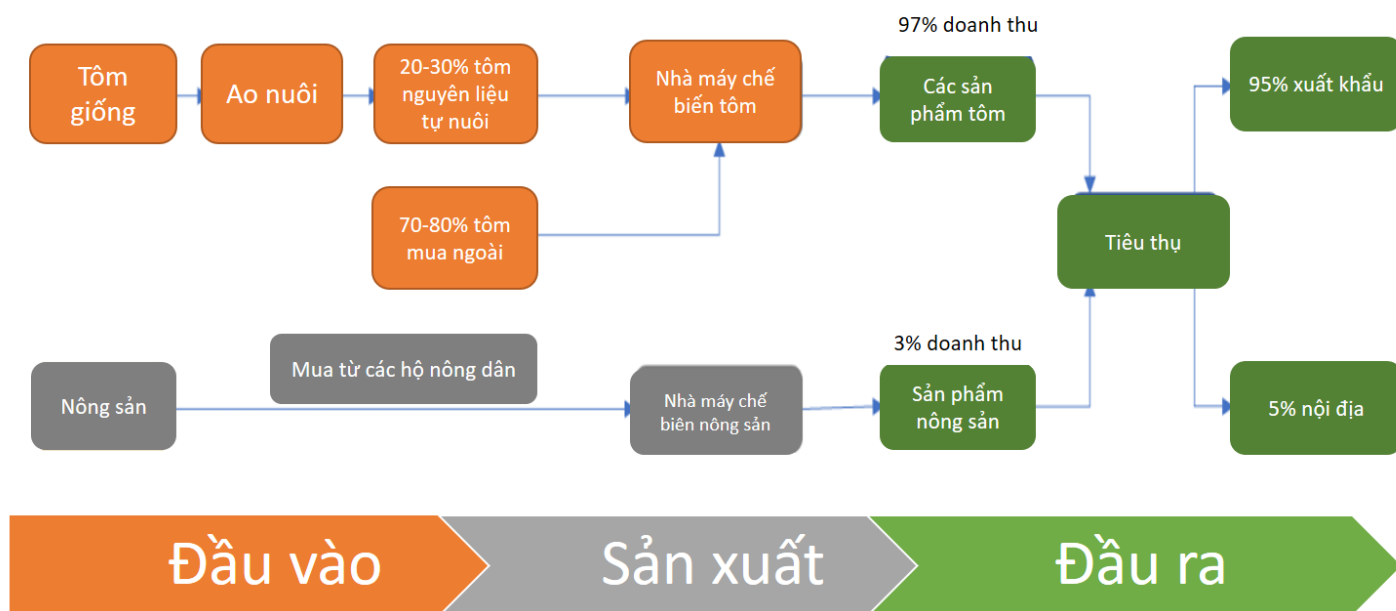 97% doanh thu
Tôm
giống
Ao nuôi
20-30% tôm
nguyên liệu
tự nuôi
Nhà máy chế
biến tôm
Các sản
phẩm tôm
95% xuất khẩu
70-80% tôm
mua ngoài
Tiêu thụ
3% doanh thu
Nông sản
Mua từ các hộ nông dân
Nhà máy chế
biên nông sản
Sản phẩm
nông sản
5% nội địa
Đầu vào
Sản xuất
Đầu ra